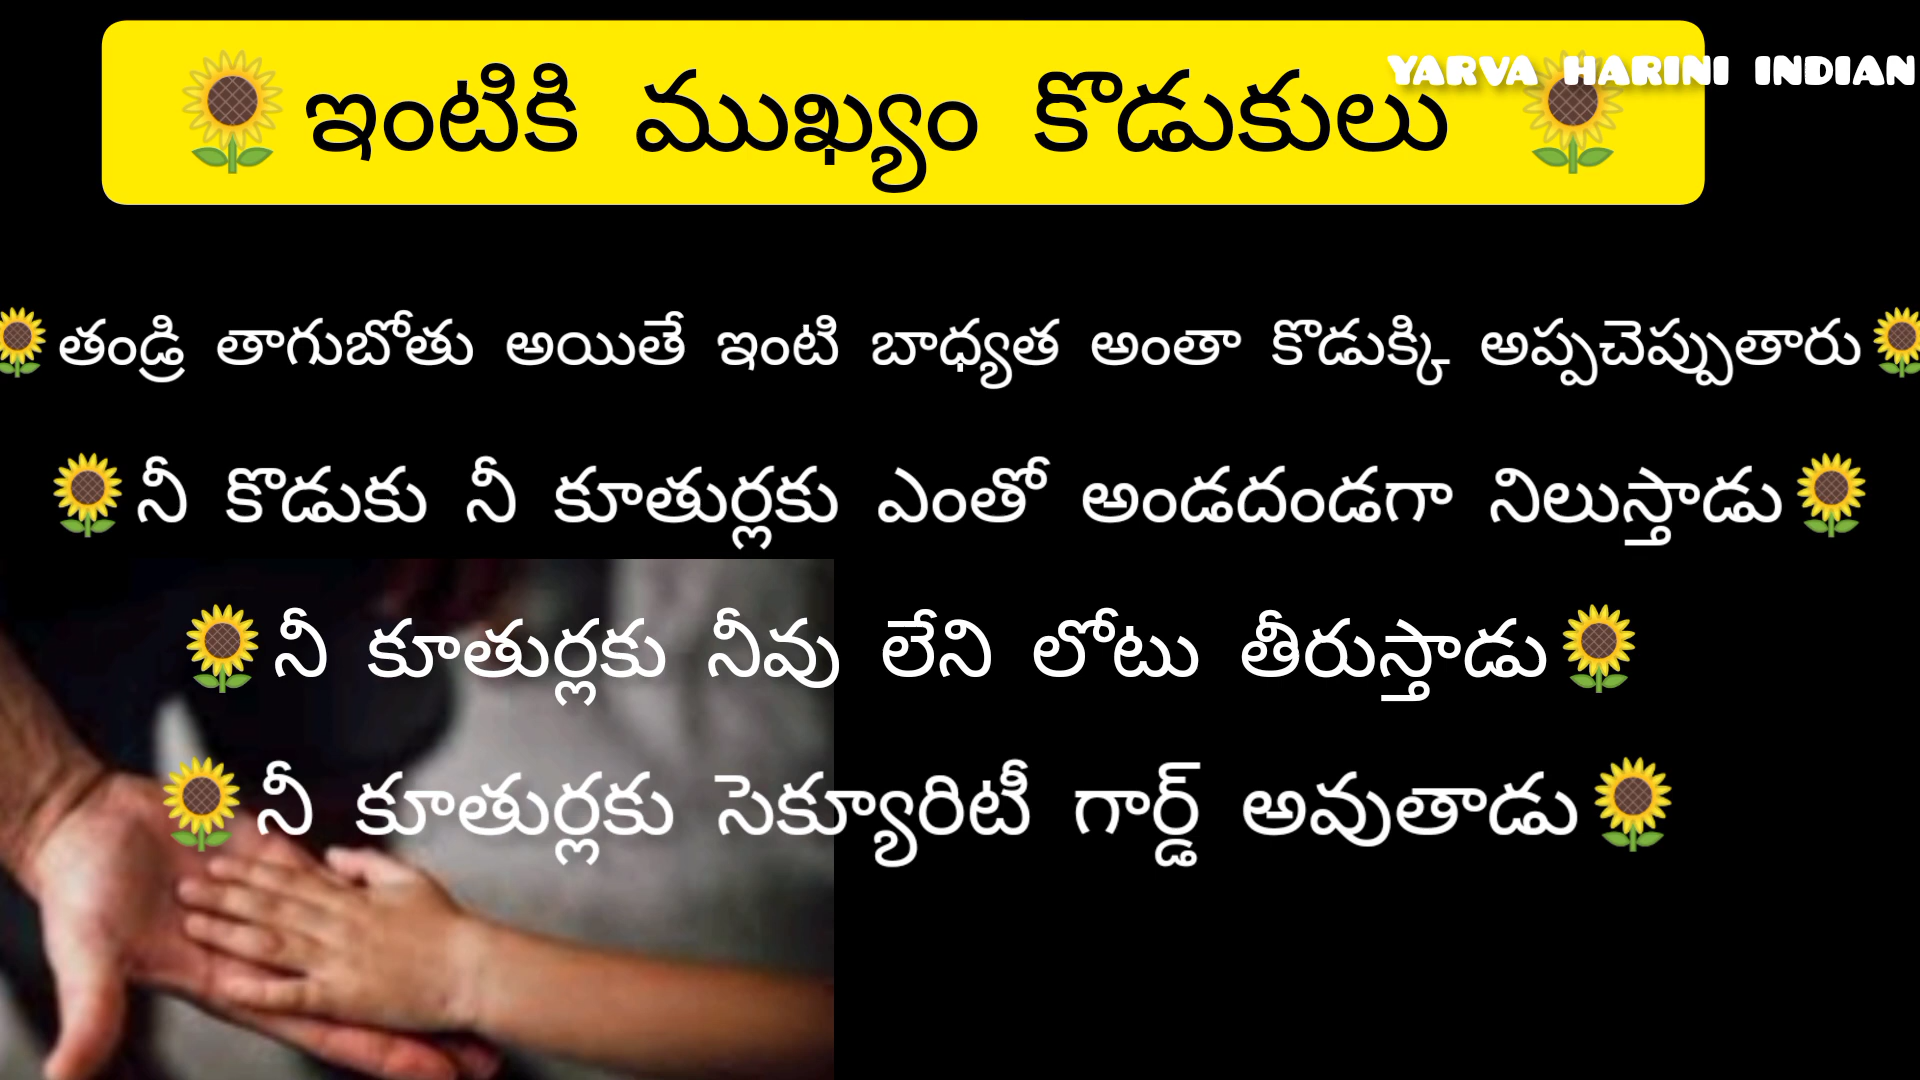 🌻ఇంటికి ముఖ్యం కొడుకులు 🌻
YARVA HARINI INDIAN
🌻తండ్రి తాగుబోతు అయితే ఇంటి బాధ్యత అంతా కొడుక్కి అప్పచెప్పుతారు🌻
🌻నీ కొడుకు నీ కూతుర్లకు ఎంతో అండదండగా నిలుస్తాడు🌻
🌻నీ కూతుర్లకు నీవు లేని లోటు తీరుస్తాడు🌻
🌻నీ కూతుర్లకు సెక్యూరిటీ గార్డ్ అవుతాడు🌻